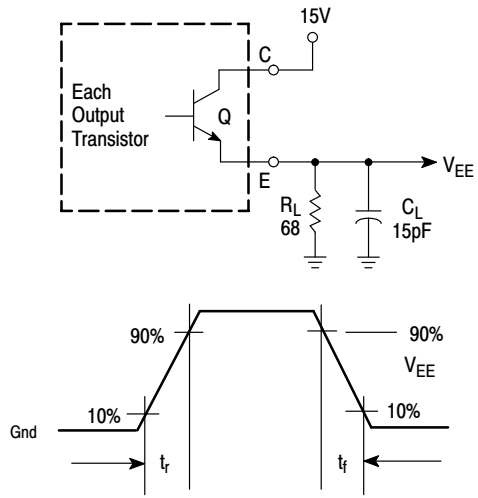 15V
C
Each
Output
Transistor
Q
E
V_EE
R_L
68
C_L
15pF
90%
90%
V_EE
10%
10%
Gnd
t_r
t_f